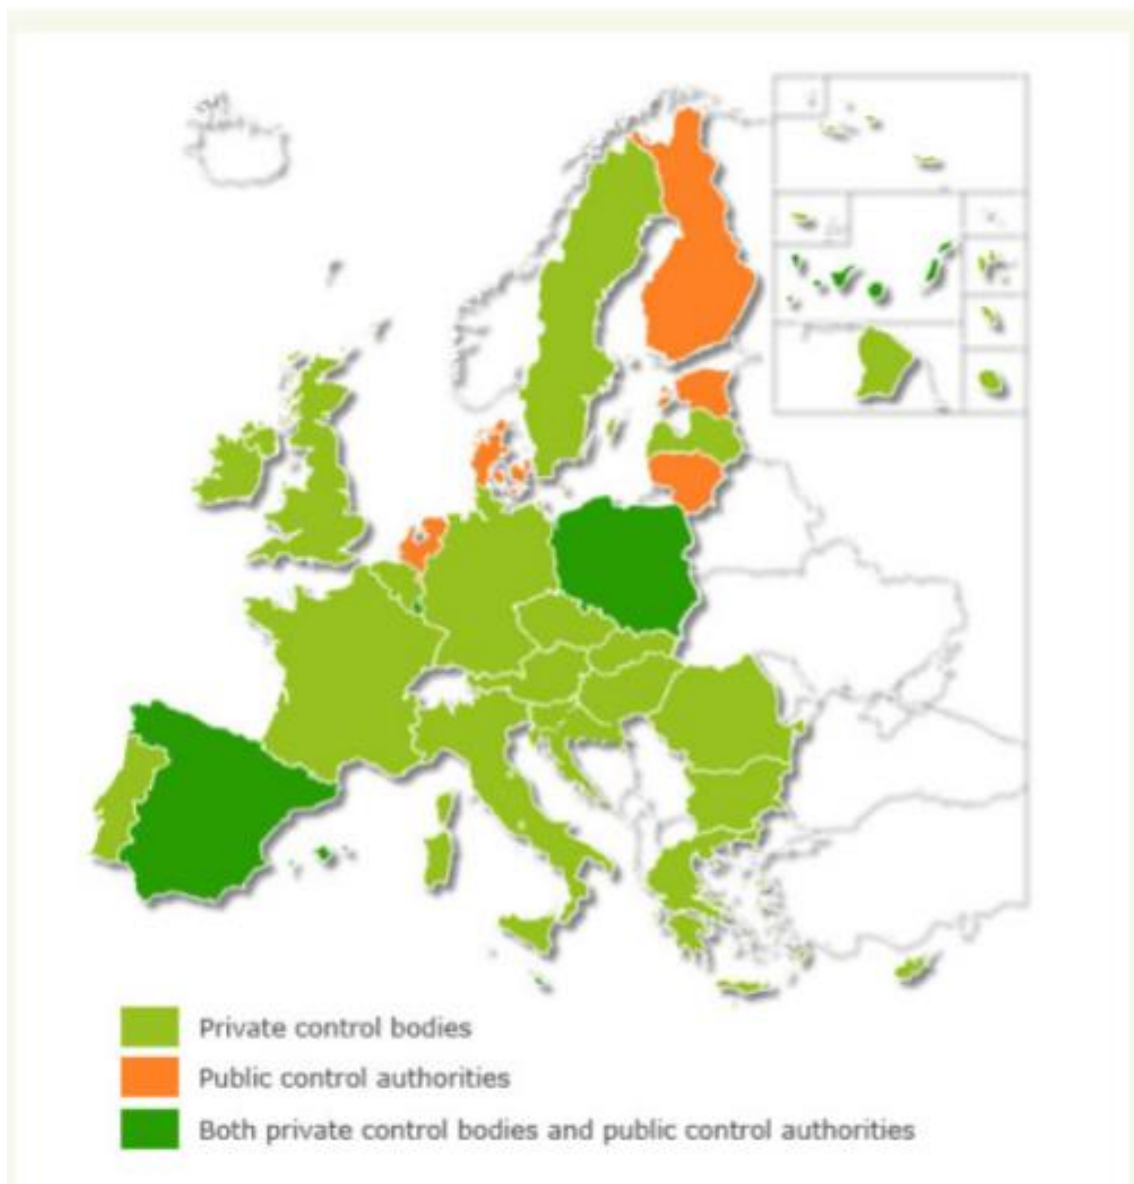 Private control bodies
Public control authorities
Both private control bodies and public control authorities